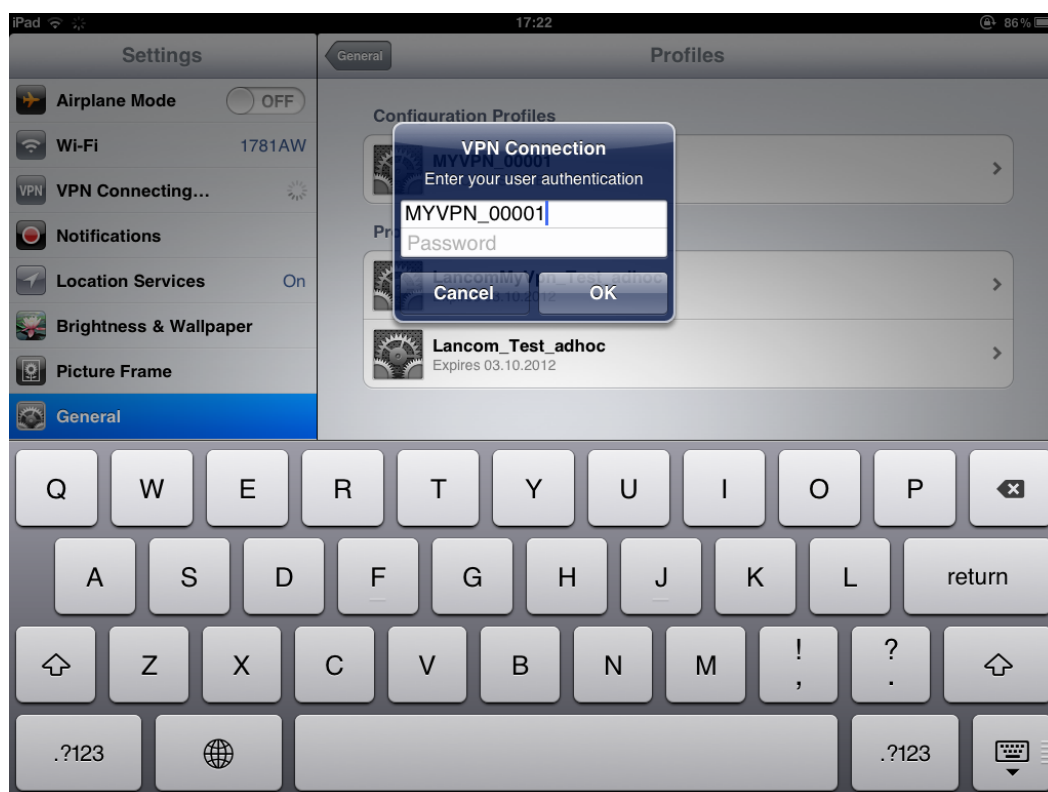 iPad 17:22 86%
Settings
General Profiles
Airplane Mode OFF
Wi-Fi 1781AW
VPN VPN Connecting...
Notifications
Location Services On
Brightness & Wallpaper
Picture Frame
General
Configuration Profiles
MYVPN_00001
VPN Connection
Enter your user authentication
MYVPN_00001
Password
Cancel OK
LancomMyVpn_Test_adhoc
Lancom_Test_adhoc
Expires 03.10.2012
Q W E R T Y U I O P
A S D F G H J K L return
Z X C V B N M ! , ? .
.?123 .?123